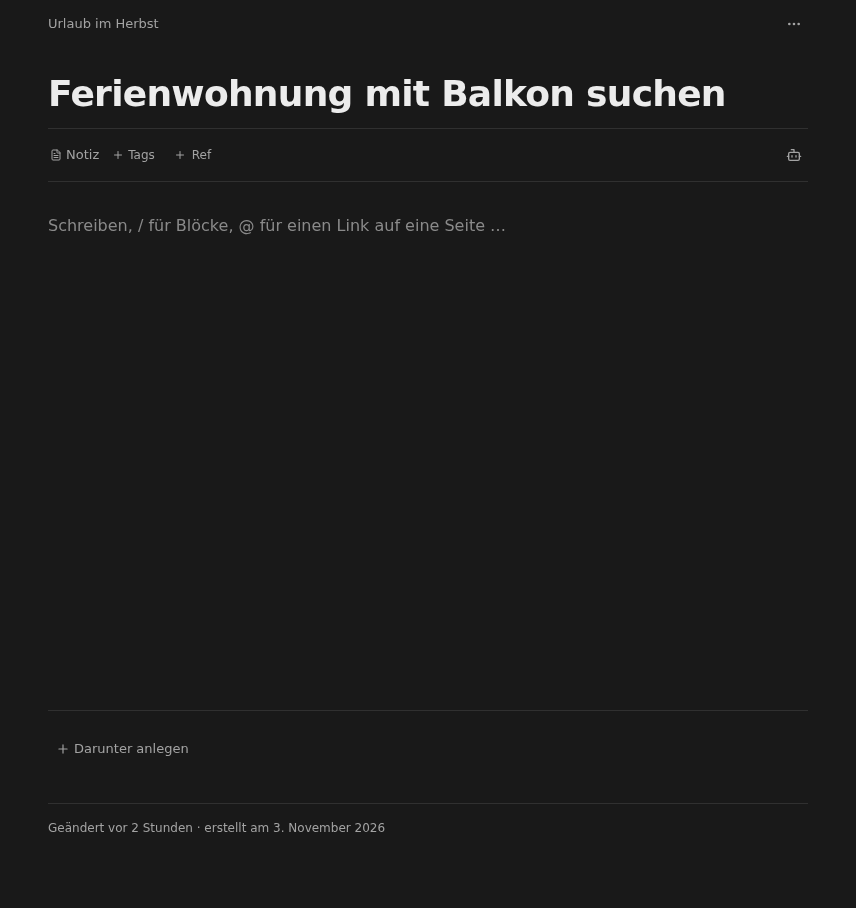 Urlaub im Herbst
Ferienwohnung mit Balkon suchen
Notiz
Tags
Ref
Schreiben, / für Blöcke, @ für einen Link auf eine Seite …
Darunter anlegen
Geändert vor 2 Stunden · erstellt am 3. November 2026